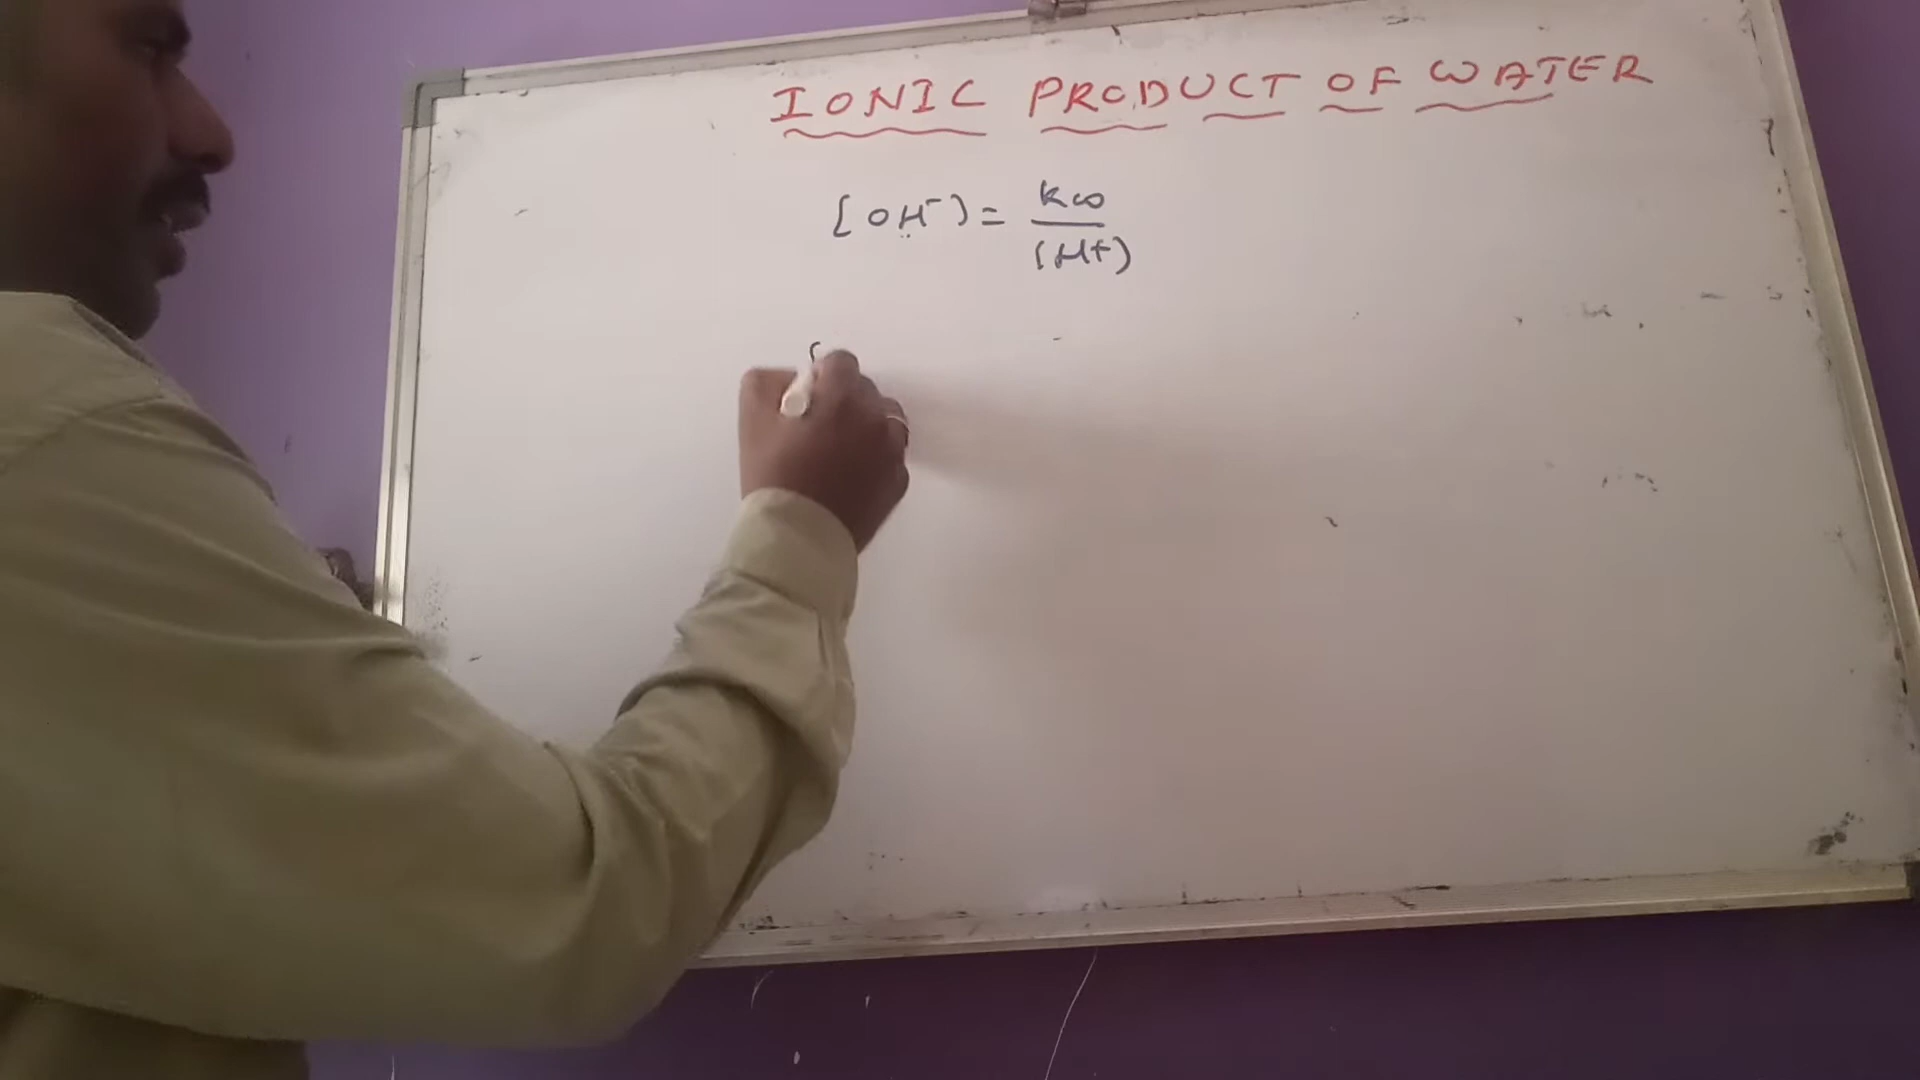 IONIC PRODUCT OF WATER
[OH⁻] = kw
(H+)